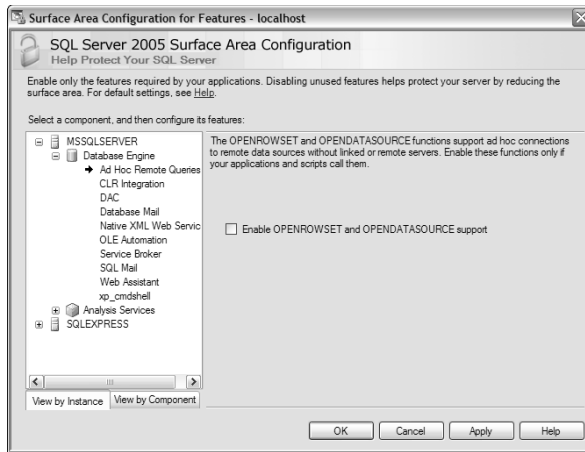 Surface Area Configuration for Features - localhost
SQL Server 2005 Surface Area Configuration
Help Protect Your SQL Server
Enable only the features required by your applications. Disabling unused features helps protect your server by reducing the
surface area. For default settings, see Help.
Select a component, and then configure its features:
MSSQLSERVER
Database Engine
Ad Hoc Remote Queries
CLR Integration
DAC
Database Mail
Native XML Web Servic
OLE Automation
Service Broker
SQL Mail
Web Assistant
xp_cmdshell
Analysis Services
SQLEXPRESS
View by Instance
View by Component
The OPENROWSET and OPENDATASOURCE functions support ad hoc connections
to remote data sources without linked or remote servers. Enable these functions only if
your applications and scripts call them.
Enable OPENROWSET and OPENDATASOURCE support
OK
Cancel
Apply
Help